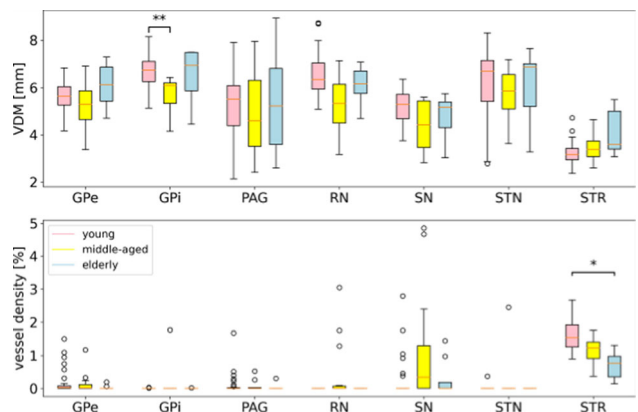 **
VDM [mm]
8
6
4
2
GPe GPi PAG RN SN STN STR
young
middle-aged
elderly
*
vessel density [%]
5
4
3
2
1
0
GPe GPi PAG RN SN STN STR